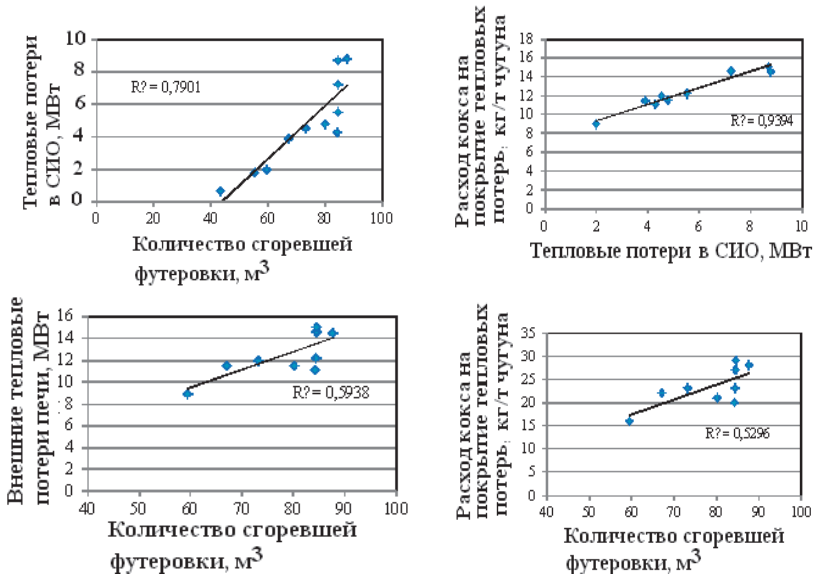 Тепловые потери
в СИО, МВт
10
8
6
4
2
0
R? = 0,7901
0 20 40 60 80 100
Количество сгоревшей
футеровки, м³
Расход кокса на
покрытие тепловых
потерь, кг/т чугуна
18
16
14
12
10
8
6
4
2
0
R? = 0,9394
0 2 4 6 8 10
Тепловые потери в СИО, МВт
Внешние тепловые
потери печи, МВт
16
14
12
10
8
6
4
2
0
R? = 0,5938
40 50 60 70 80 90 100
Количество сгоревшей
футеровки, м³
Расход кокса на
покрытие тепловых
потерь, кг/т чугуна
35
30
25
20
15
10
5
0
R? = 0,5296
40 50 60 70 80 90 100
Количество сгоревшей
футеровки, м³